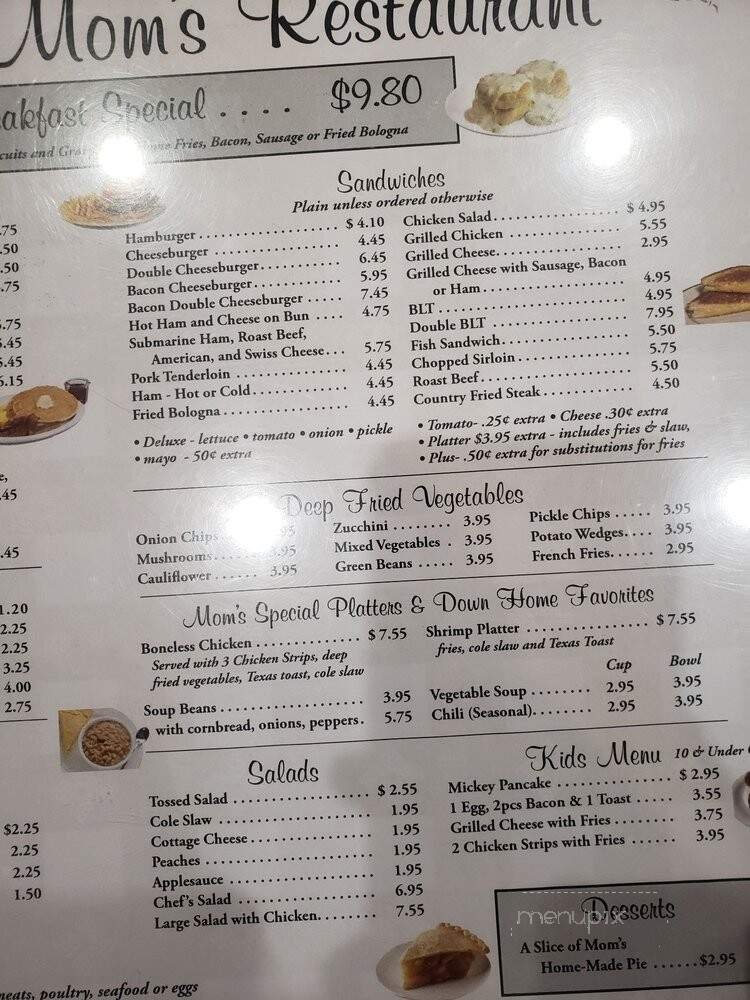 Mom's Restaurant
Special . . . . $9.80
Fries, Bacon, Sausage or Fried Bologna
.75
.50
.50
.75
.75
.45
.45
.15
.45
.45
1.20
2.25
2.25
3.25
4.00
2.75
$2.25
2.25
2.25
1.50
Sandwiches
Plain unless ordered otherwise
Hamburger $ 4.10
Cheeseburger 4.45
Double Cheeseburger 6.45
Bacon Cheeseburger 5.95
Bacon Double Cheeseburger 7.45
Hot Ham and Cheese on Bun 4.75
Submarine Ham, Roast Beef,
American, and Swiss Cheese 5.75
Pork Tenderloin 4.45
Ham - Hot or Cold 4.45
Fried Bologna 4.45
• Deluxe - lettuce • tomato • onion • pickle
• mayo - 50¢ extra
Chicken Salad $ 4.95
Grilled Chicken 5.55
Grilled Cheese 2.95
Grilled Cheese with Sausage, Bacon
or Ham 4.95
BLT 4.95
Double BLT 7.95
Fish Sandwich 5.50
Chopped Sirloin 5.75
Roast Beef 5.50
Country Fried Steak 4.50
• Tomato- .25¢ extra • Cheese .30¢ extra
• Platter $3.95 extra - includes fries & slaw,
• Plus- .50¢ extra for substitutions for fries
Deep Fried Vegetables
Onion Chips .95
Mushrooms 3.95
Cauliflower 3.95
Zucchini 3.95
Mixed Vegetables 3.95
Green Beans 3.95
Pickle Chips 3.95
Potato Wedges 3.95
French Fries 2.95
Mom's Special Platters & Down Home Favorites
Boneless Chicken $ 7.55
Served with 3 Chicken Strips, deep
fried vegetables, Texas toast, cole slaw
Soup Beans 3.95
with cornbread, onions, peppers. 5.75
Shrimp Platter $ 7.55
fries, cole slaw and Texas Toast
Cup Bowl
Vegetable Soup 2.95 3.95
Chili (Seasonal) 2.95 3.95
Salads
Tossed Salad $ 2.55
Cole Slaw 1.95
Cottage Cheese 1.95
Peaches 1.95
Applesauce 1.95
Chef's Salad 6.95
Large Salad with Chicken 7.55
Kids Menu 10 & Under
Mickey Pancake $ 2.95
1 Egg, 2pcs Bacon & 1 Toast 3.55
Grilled Cheese with Fries 3.75
2 Chicken Strips with Fries 3.95
Desserts
menupix
A Slice of Mom's
Home-Made Pie $2.95
meats, poultry, seafood or eggs